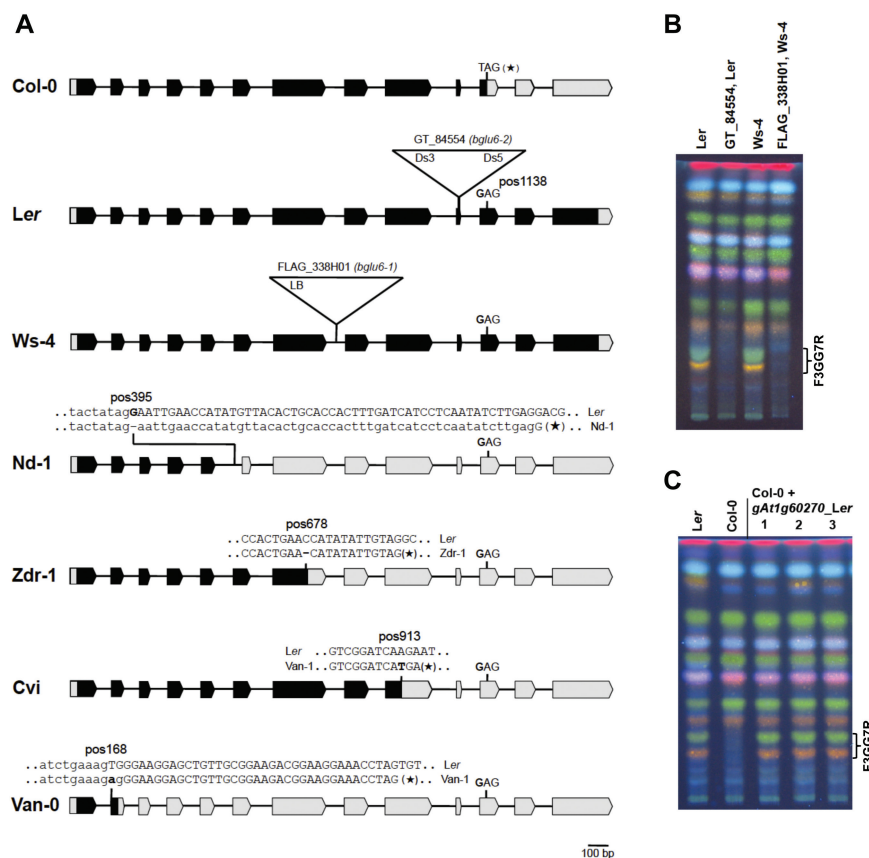 A
Col-0
TAG (★)
GT_84554 (bglu6-2)
Ds3 Ds5
pos1138
GAG
Ler
FLAG_338H01 (bglu6-1)
LB
GAG
Ws-4
pos395
..tactatagGAATTGAACCATATGTTACACTGCACCACTTTGATCATCCTCAATATCTTGAGGACG.. Ler
..tactatag-aattgaaccatatgttacactgcaccactttgatcatcctcaatatcttgagG(★).. Nd-1
GAG
Nd-1
pos678
..CCACTGAACCATATATTGTAGGC.. Ler
..CCACTGAA-CATATATTGTAG(★).. Zdr-1
GAG
Zdr-1
pos913
Ler ..GTCGGATCAAGAAT..
Van-1 ..GTCGGATCATGA(★)..
GAG
Cvi
pos168
..atctgaaagTGGGAAGGAGCTGTTGCGGAAGACGGAAGGAAACCTAGTGT.. Ler
..atctgaaagagGGAAGGAGCTGTTGCGGAAGACGGAAGGAAACCTAG(★).. Van-1
GAG
Van-0
100 bp
B
Ler
GT_84554, Ler
Ws-4
FLAG_338H01, Ws-4
F3GG7R
C
Ler
Col-0
Col-0 +
gAt1g60270_Ler
1 2 3
F3GG7R